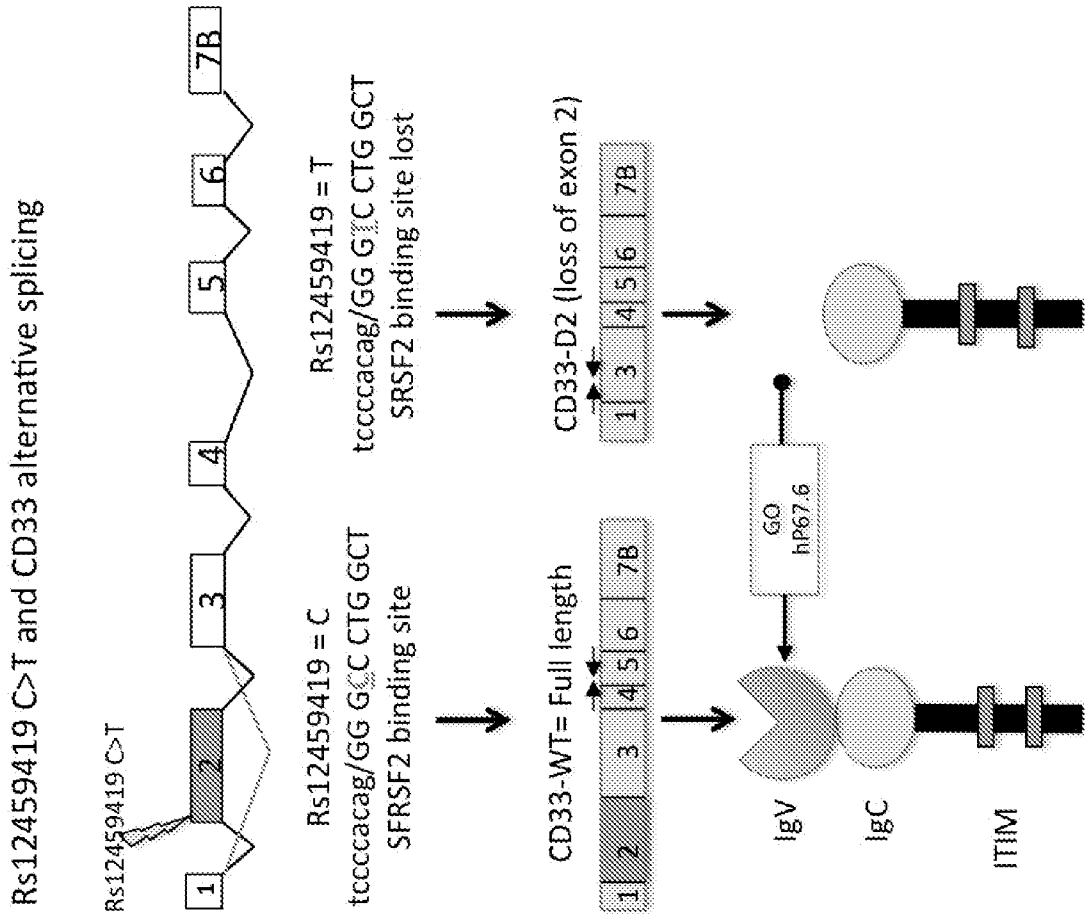 Rs12459419 C>T and CD33 alternative splicing
Rs12459419 C>T
1
2
3
4
5
6
7B
Rs12459419 = C
tccccacag/GG GCC CTG GCT
SFRSF2 binding site
Rs12459419 = T
tccccacag/GG GTC CTG GCT
SRSF2 binding site lost
CD33-WT= Full length
1 2 3 4 5 6 7B
CD33-D2 (loss of exon 2)
1 3 4 5 6 7B
IgV
IgC
ITIM
GO
hP67.6